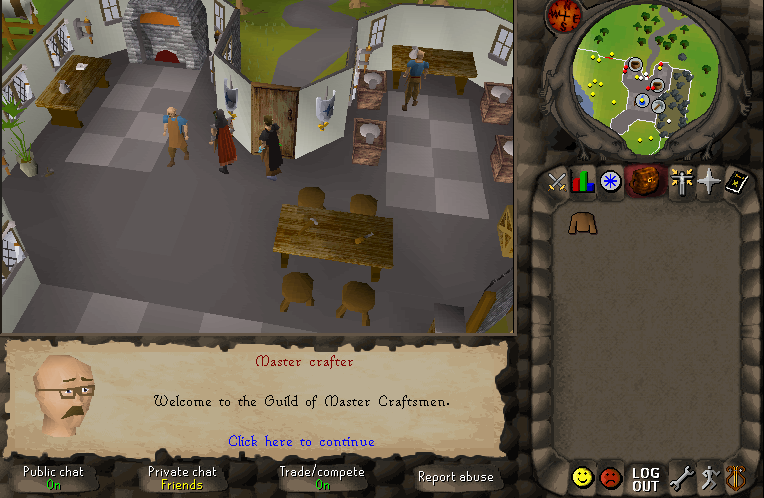 Master crafter
Welcome to the Guild of Master Craftsmen.
Click here to continue
Public chat
On
Private chat
Friends
Trade/compete
On
Report abuse
LOG
OUT